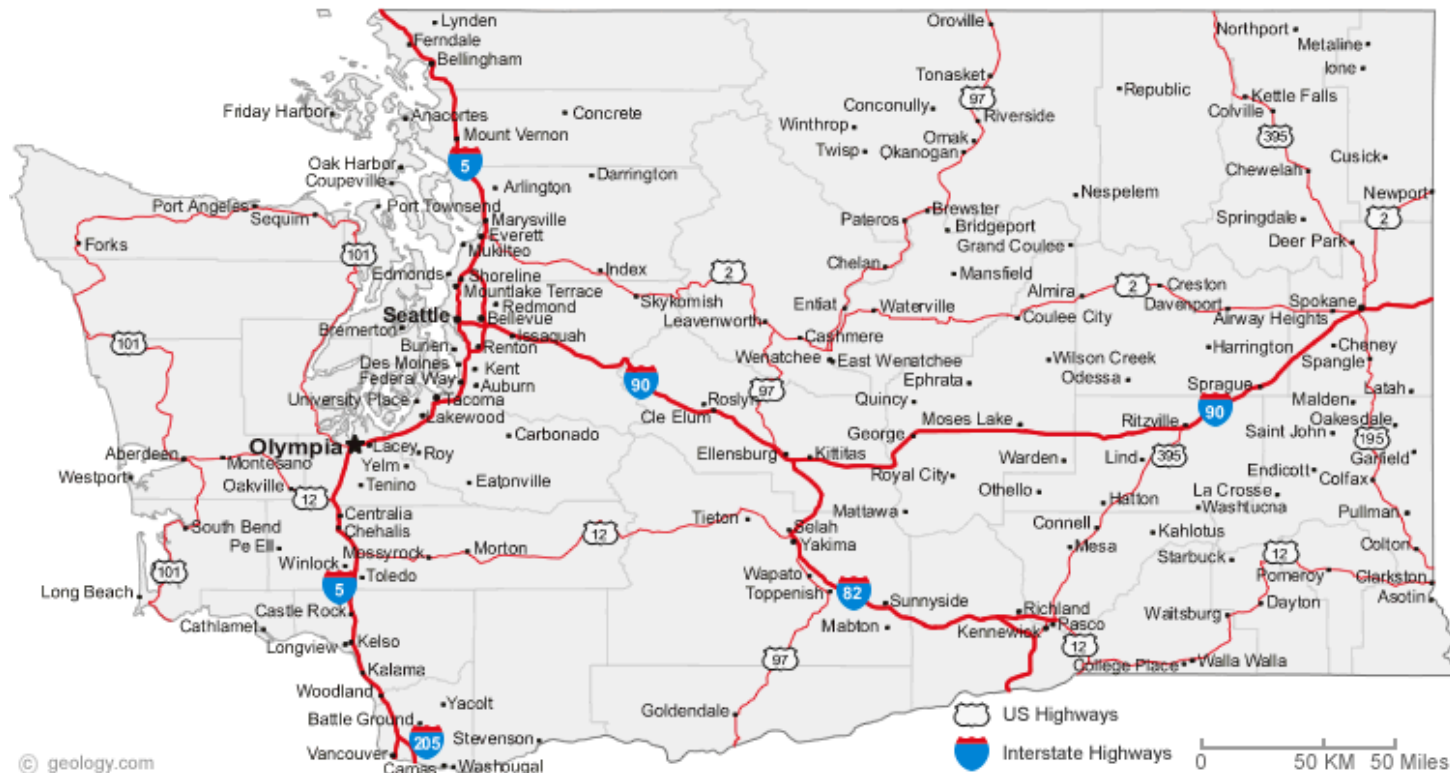 Lynden
Oroville
Northport
Ferndale
Metaline
Bellingham
Ione
Tonasket
97
Republic
Kettle Falls
Friday Harbor
Anacortes
Concrete
Conconully
Riverside
Colville
Winthrop
395
Mount Vernon
Omak
5
Twisp
Okanogan
Cusick
Oak Harbor
Chewelah
Coupeville
Darrington
Arlington
Nespelem
Newport
Port Angeles
Port Townsend
Sequim
Marysville
Pateros
Brewster
Springdale
2
Everett
Bridgeport
Forks
101
Mukilteo
Grand Coulee
Deer Park
Edmonds
Shoreline
Index
2
Chelan
Mansfield
Mountlake Terrace
Almira
2
Creston
Redmond
Skykomish
Entiat
Waterville
Davenport
Spokane
Seattle
Bellevue
Leavenworth
Coulee City
Airway Heights
Bremerton
Issaquah
Cashmere
101
Burien
Renton
Wenatchee
East Wenatchee
Wilson Creek
Harrington
Cheney
Spangle
Des Moines
Kent
90
Federal Way
Auburn
97
Ephrata
Odessa
Sprague
Latah
University Place
Tacoma
Roslyn
Quincy
90
Malden
Lakewood
Cle Elum
Moses Lake
Ritzville
Oakesdale
Olympia
Lacey
Carbonado
George
Saint John
195
Aberdeen
Montesano
Roy
Ellensburg
Kittitas
Warden
Lind
395
Garfield
Yelm
Westport
Oakville
12
Tenino
Eatonville
Royal City
Endicott
Colfax
Othello
Hatton
La Crosse
Washtucna
Centralia
Mattawa
South Bend
Chehalis
12
Tieton
Selah
Connell
Kahlotus
Pullman
Pe Ell
Mossyrock
Morton
Yakima
Mesa
Starbuck
12
Colton
Winlock
101
5
Toledo
Wapato
Pomeroy
Clarkston
Long Beach
Toppenish
82
Sunnyside
Richland
Waitsburg
Dayton
Asotin
Castle Rock
Cathlamet
Mabton
Kennewick
Pasco
Longview
Kelso
97
12
College Place
Walla Walla
Kalama
Woodland
Yacolt
Battle Ground
Goldendale
US Highways
205
Stevenson
Vancouver
Interstate Highways
Camas
Washougal
0
50 KM
50 Miles
© geology.com